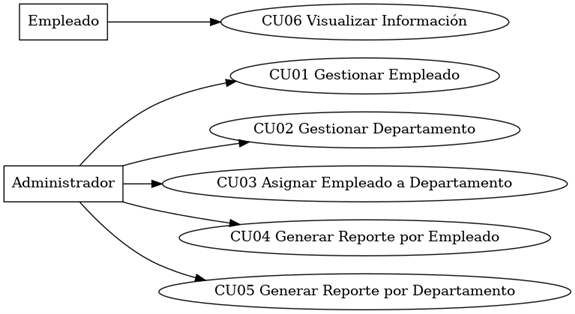 Empleado
CU06 Visualizar Información
CU01 Gestionar Empleado
CU02 Gestionar Departamento
Administrador
CU03 Asignar Empleado a Departamento
CU04 Generar Reporte por Empleado
CU05 Generar Reporte por Departamento